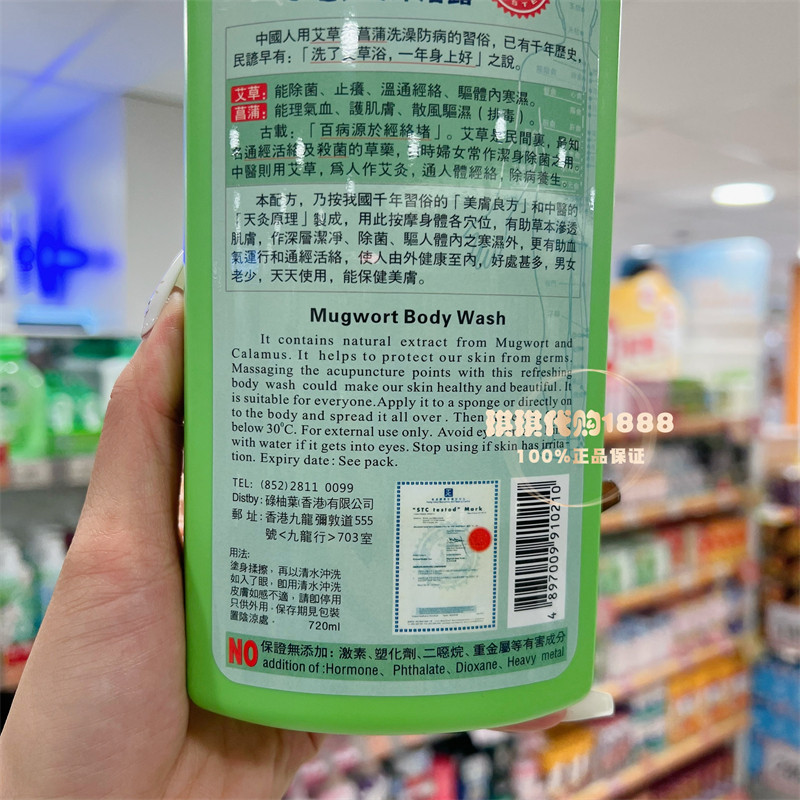 中國人用艾草、菖蒲洗澡防病的習俗，已有千年歷史，
民諺早有：「洗了艾草浴，一年身上好」之說。
艾草：能除菌、止癢、溫通經絡、驅體內寒濕。
菖蒲：能理氣血、護肌膚、散風驅濕（排毒）。
古載：「百病源於經絡堵」。艾草是民間裏，最知
名通經活絡及殺菌的草藥，古時婦女常作潔身除菌之用。
中醫則用艾草，爲人作艾灸，通人體經絡，除病養生。
本配方，乃按我國千年習俗的「美膚良方」和中醫的
「天灸原理」製成，用此按摩身體各穴位，有助草本滲透
肌膚，作深層潔淨、除菌、驅人體內之寒濕外，更有助血
氣運行和通經活絡，使人由外健康至內，好處甚多，男女
老少，天天使用，能保健美膚。
Mugwort Body Wash
It contains natural extract from Mugwort and
Calamus. It helps to protect our skin from germs.
Massaging the acupuncture points with this refreshing
body wash could make our skin healthy and beautiful. It
is suitable for everyone.Apply it to a sponge or directly on
to the body and spread it all over. Then
below 30°C. For external use only. Avoid
with water if it gets into eyes. Stop using if skin has irrita-
tion. Expiry date: See pack.
琪琪代购1888
100%正品保证
TEL: (852)2811 0099
Distby: 碌柚葉(香港)有限公司
郵 址: 香港九龍彌敦道555
號<九龍行>703室
"STC tested" Mark
用法:
塗身揉擦，再以清水沖洗
如入了眼，即用清水沖洗
皮膚如感不適，請即停用
只供外用．保存期見包裝
置陰涼處．
720ml
4 897009 910210
NO 保證無添加: 激素、塑化劑、二噁烷、重金屬等有害成分
addition of :Hormone、Phthalate、Dioxane、Heavy metal